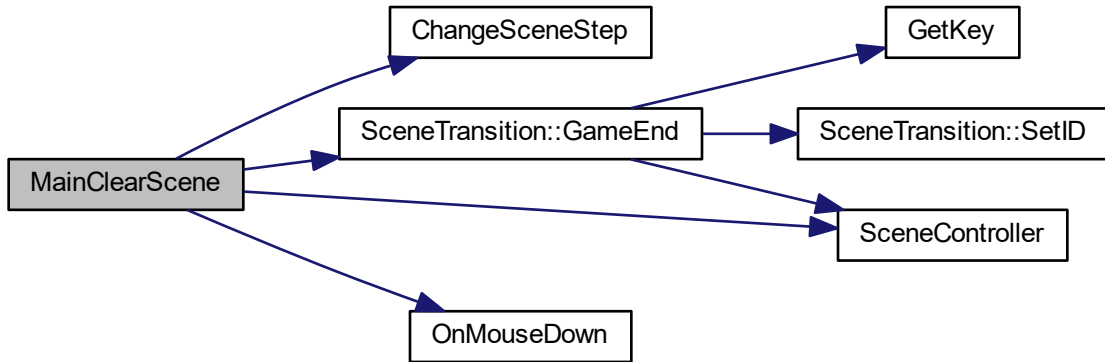 ChangeSceneStep
GetKey
SceneTransition::GameEnd
SceneTransition::SetID
MainClearScene
SceneController
OnMouseDown